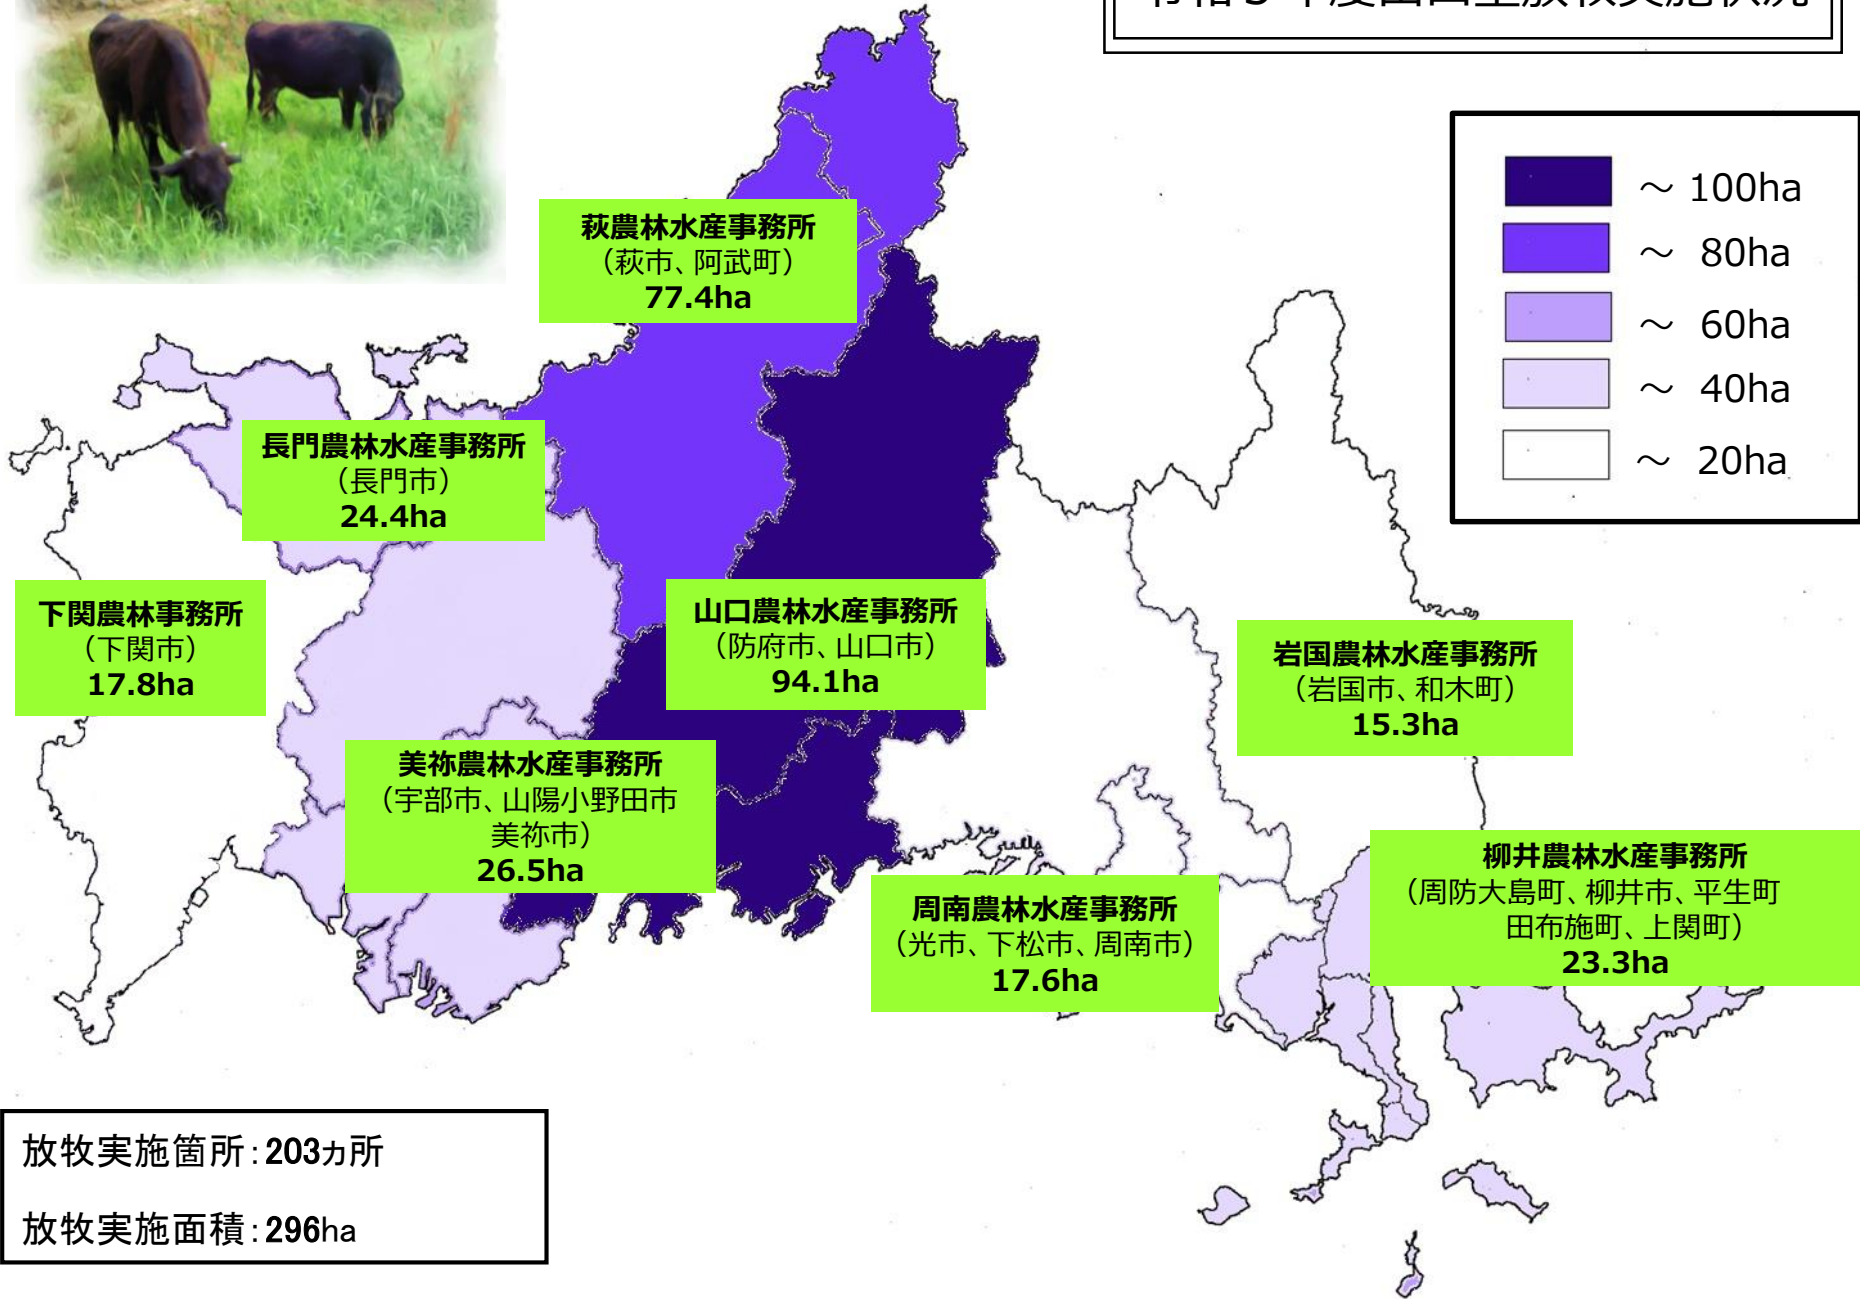 萩農林水産事務所
（萩市、阿武町）
77.4ha
～ 100ha
～ 80ha
～ 60ha
～ 40ha
～ 20ha
長門農林水産事務所
（長門市）
24.4ha
下関農林事務所
（下関市）
17.8ha
山口農林水産事務所
（防府市、山口市）
94.1ha
岩国農林水産事務所
（岩国市、和木町）
15.3ha
美祢農林水産事務所
（宇部市、山陽小野田市
美祢市）
26.5ha
周南農林水産事務所
（光市、下松市、周南市）
17.6ha
柳井農林水産事務所
（周防大島町、柳井市、平生町
田布施町、上関町）
23.3ha
放牧実施箇所：203カ所
放牧実施面積：296ha